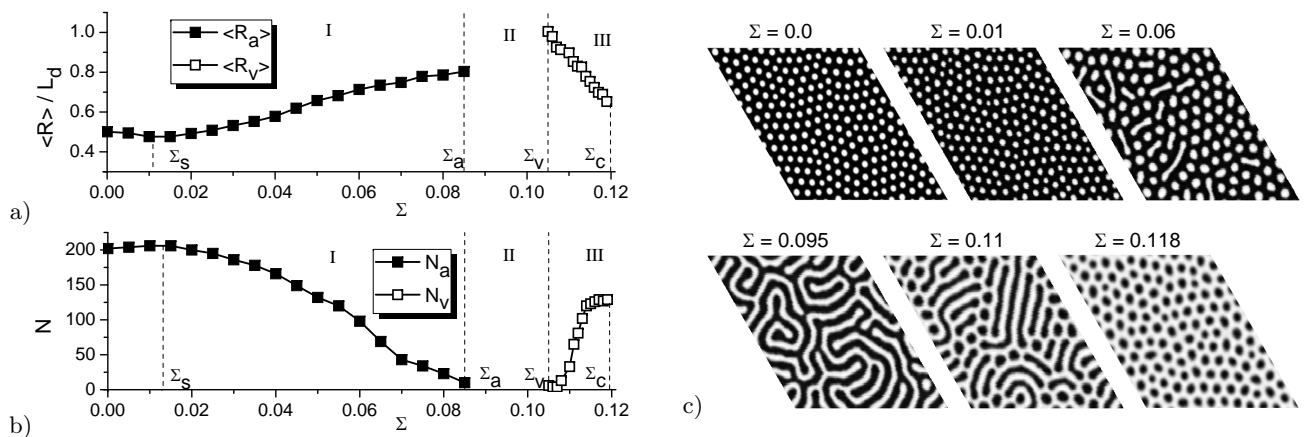 1.0
0.8
0.6
0.4
<R> / L_d
<R_a>
<R_v>
I
II
III
Σ_s
Σ_a
Σ_v
Σ_c
0.00 0.02 0.04 0.06 0.08 0.10 0.12
Σ
a)
200
150
100
50
0
N
I
N_a
N_v
II
III
Σ_s
Σ_a
Σ_v
Σ_c
0.00 0.02 0.04 0.06 0.08 0.10 0.12
Σ
b)
Σ = 0.0
Σ = 0.01
Σ = 0.06
Σ = 0.095
Σ = 0.11
Σ = 0.118
c)